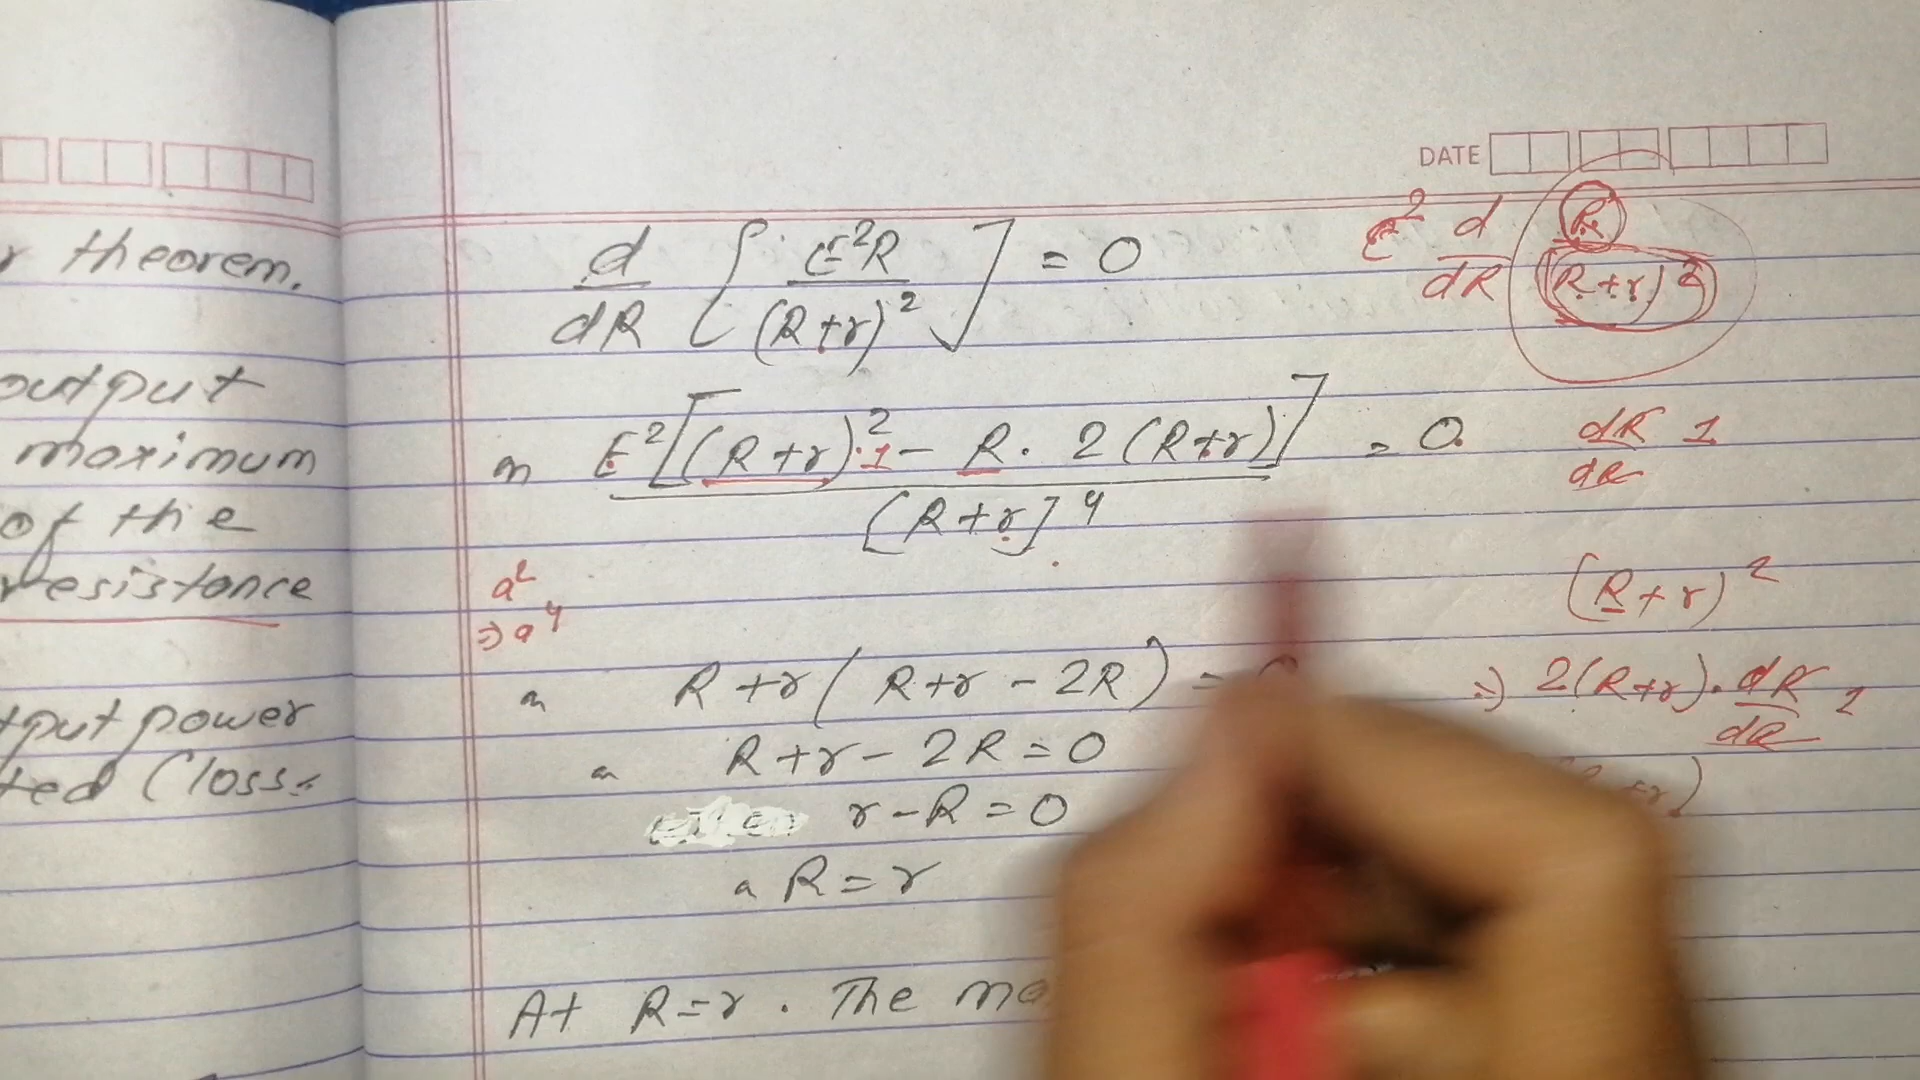 r theorem.
output
maximum
of the
resistance
tput power
ted (loss=
DATE
d/dR [E²R/(R+r)²] = 0
E² d/dR R/(R+r)²
E²[(R+r)²·1 - R. 2(R+r)]/[R+r]⁴ = 0
dR/dR 1
a²
⇒ a⁴
(R+r)²
R+r(R+r-2R) =
⇒ 2(R+r).dR/dR 1
R+r-2R=0
r-R=0
R=r
At R=r. The